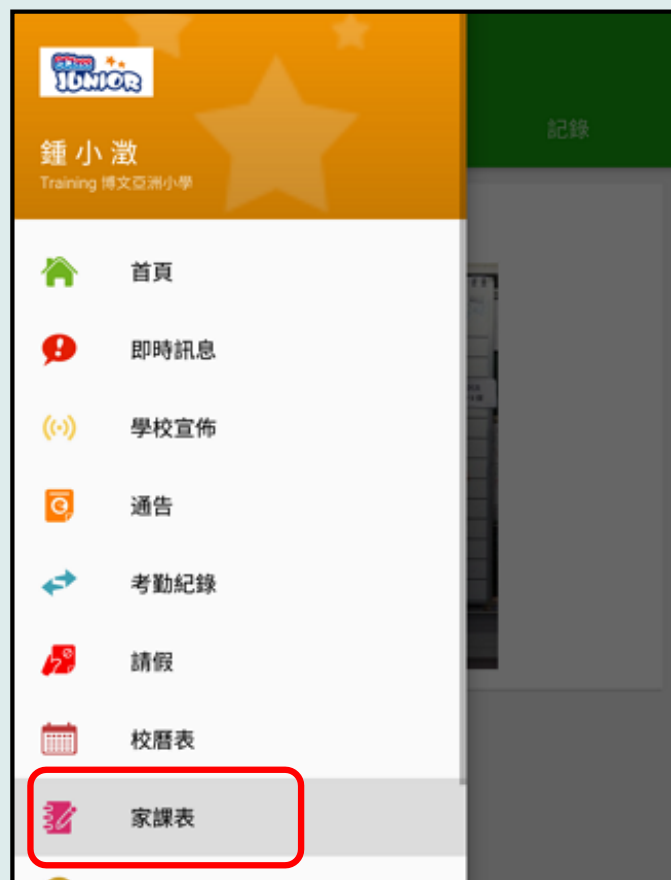 JUNIOR
記錄
鍾 小 澂
Training 博文亞洲小學
首頁
即時訊息
學校宣佈
通告
考勤紀錄
請假
校曆表
家課表